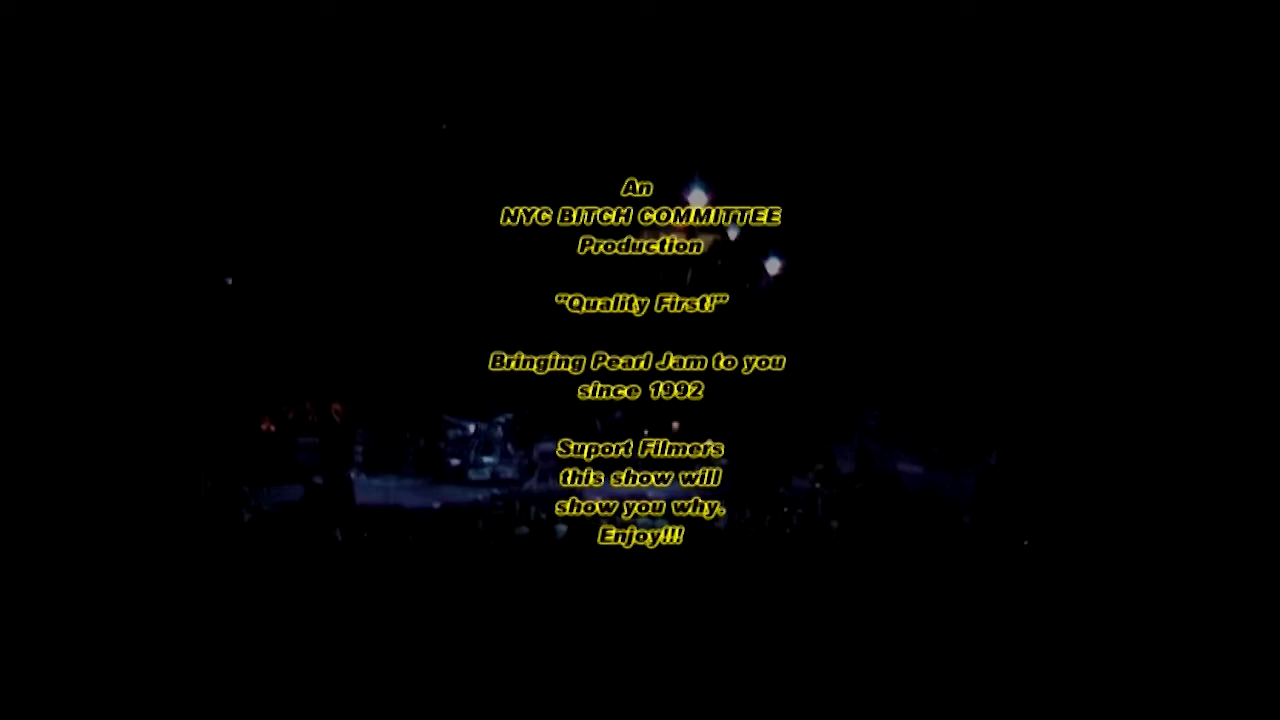 An
NYC BITCH COMMITTEE
Production
"Quality First!"
Bringing Pearl Jam to you
since 1992
Suport Filmers
this show will
show you why.
Enjoy!!!